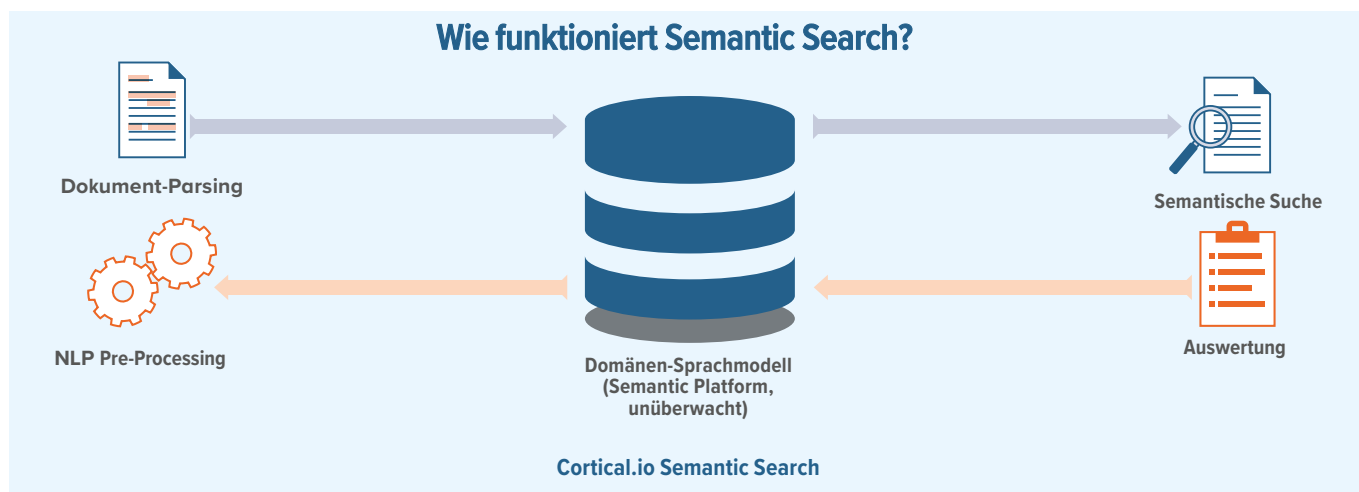 Wie funktioniert Semantic Search?
Dokument-Parsing
Semantische Suche
NLP Pre-Processing
Auswertung
Domänen-Sprachmodell
(Semantic Platform,
unüberwacht)
Cortical.io Semantic Search